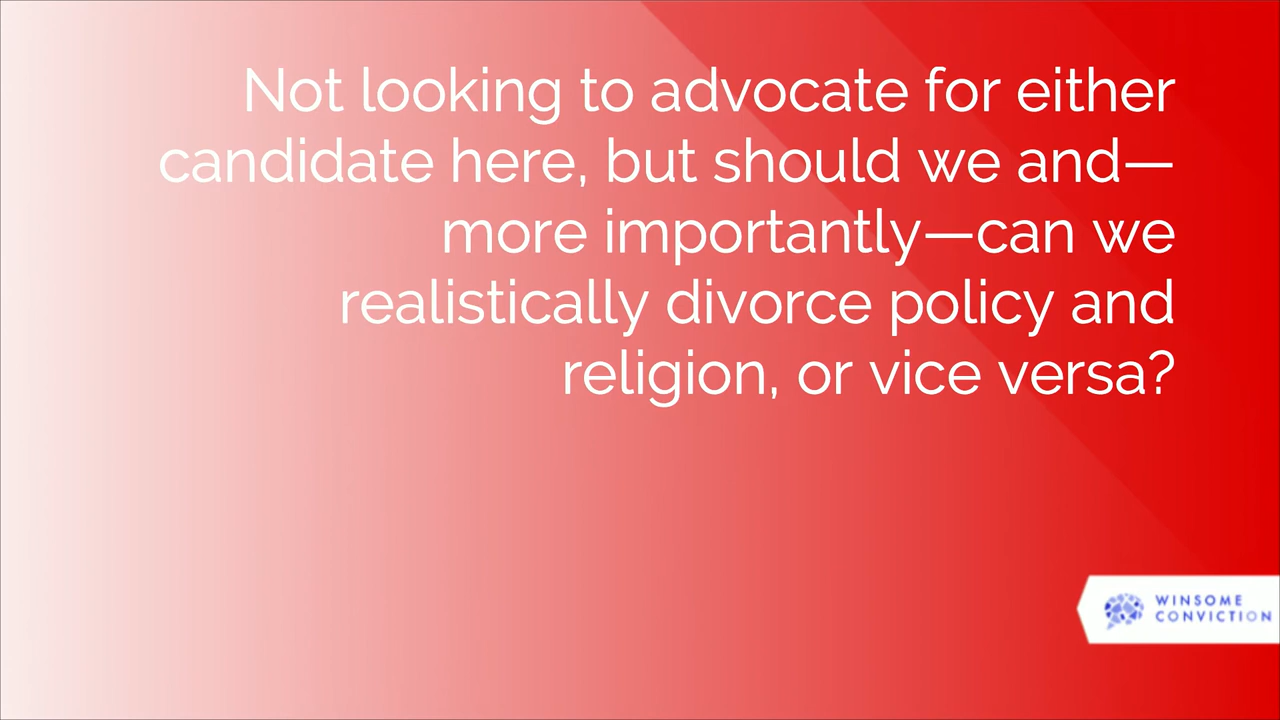 Not looking to advocate for either
candidate here, but should we and—
more importantly—can we
realistically divorce policy and
religion, or vice versa?
WINSOME
CONVICTION